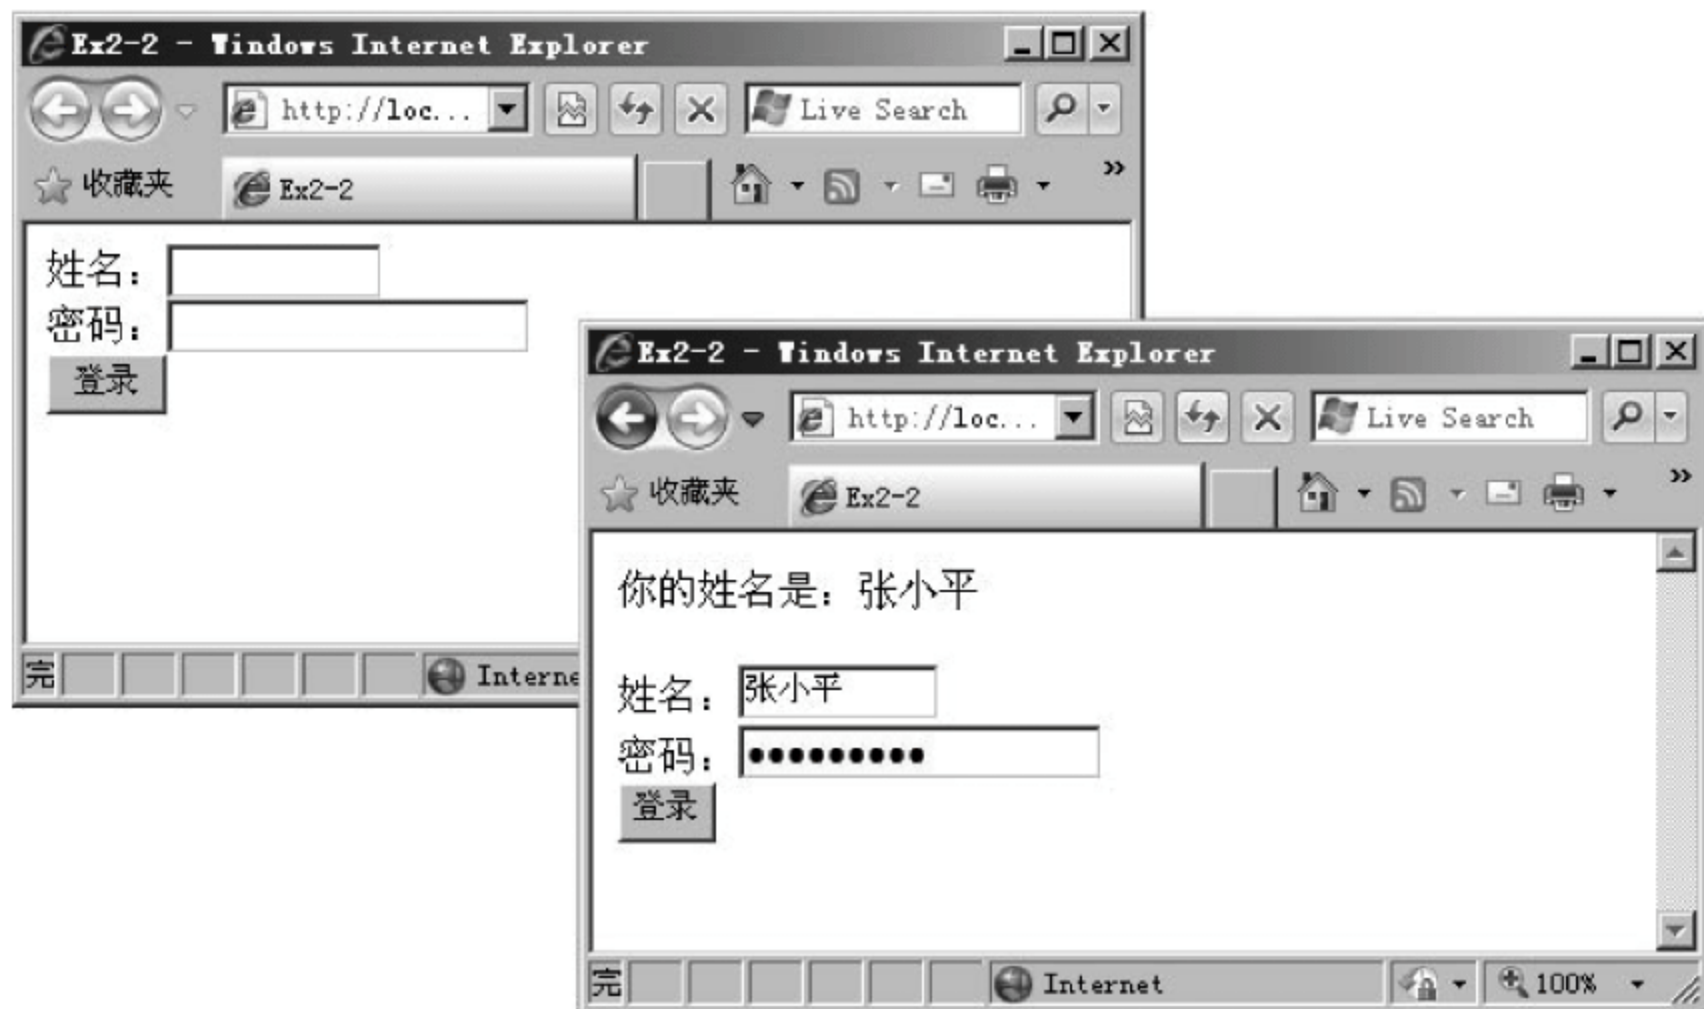 Ex2-2 - Windows Internet Explorer
http://loc...
Live Search
收藏夹
Ex2-2
»
姓名：
密码：
登录
完
Interne
Ex2-2 - Windows Internet Explorer
http://loc...
Live Search
收藏夹
Ex2-2
»
你的姓名是：张小平
姓名：张小平
密码：●●●●●●●●●
登录
完
Internet
100%